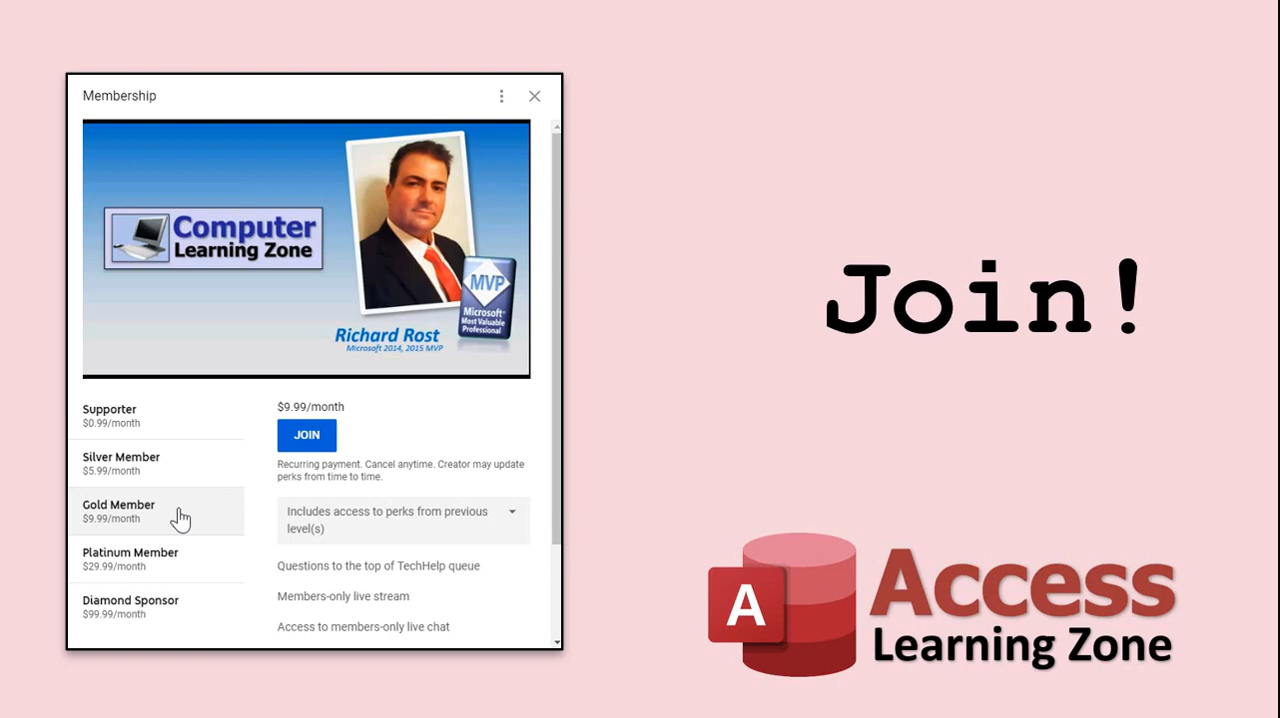 Membership
Computer
Learning Zone
MVP
Microsoft®
Most Valuable
Professional
Richard Rost
Microsoft 2014, 2015 MVP
Supporter
$0.99/month
Silver Member
$5.99/month
Gold Member
$9.99/month
Platinum Member
$29.99/month
Diamond Sponsor
$99.99/month
$9.99/month
JOIN
Recurring payment. Cancel anytime. Creator may update
perks from time to time.
Includes access to perks from previous
level(s)
Questions to the top of TechHelp queue
Members-only live stream
Access to members-only live chat
Join!
A
Access
Learning Zone